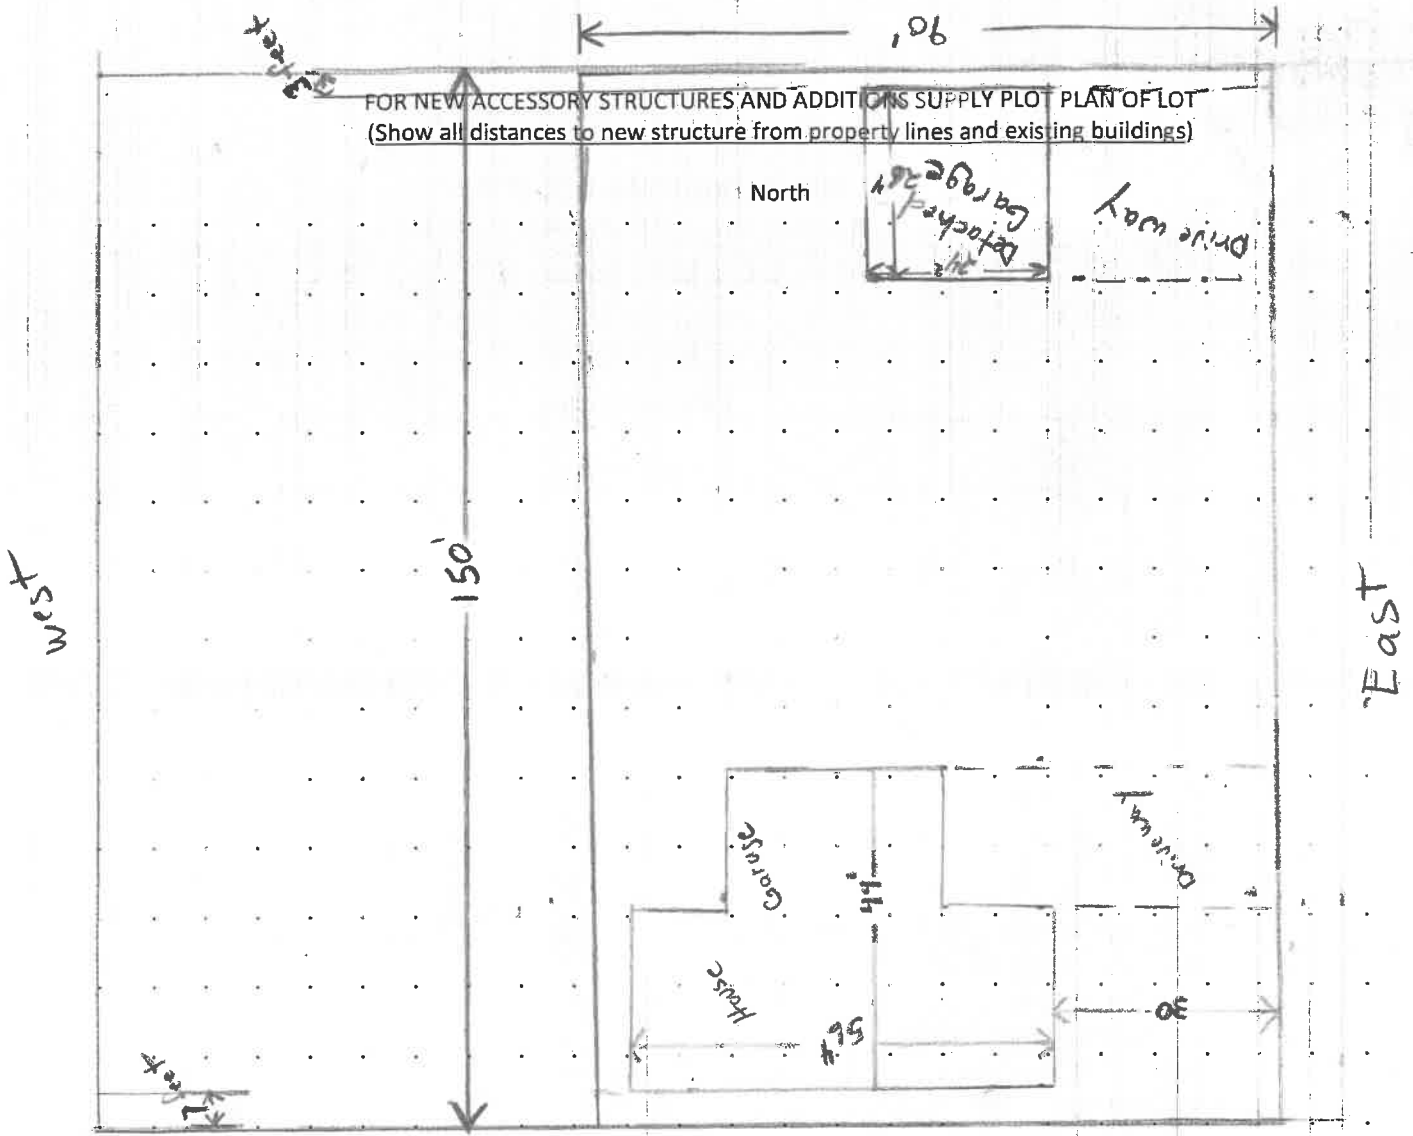 90'
3 feet
FOR NEW ACCESSORY STRUCTURES AND ADDITIONS SUPPLY PLOT PLAN OF LOT
(Show all distances to new structure from property lines and existing buildings)
North
Detached
Garage
Drive way
150'
West
East
Garage
44'
Driveway
House
56'
30
7 feet